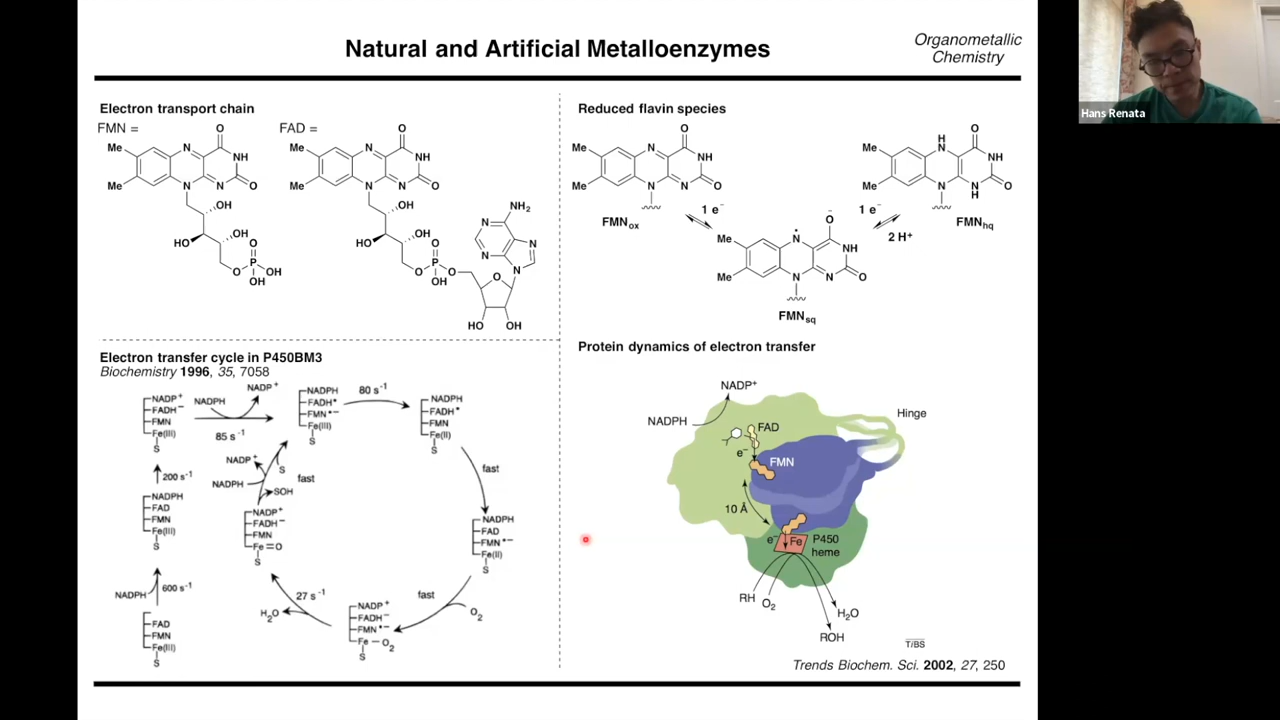 Natural and Artificial Metalloenzymes
Organometallic
Chemistry
Hans Renata
Electron transport chain
FMN =
FAD =
Me
Me
N
N
N
O
NH
O
OH
HO
OH
O
O
P
OH
OH
Me
Me
N
N
N
O
NH
O
OH
HO
OH
O
O
P
OH
O
NH2
N
N
N
N
O
HO
OH
Reduced flavin species
Me
Me
N
N
N
O
NH
O
FMNox
1 e−
Me
Me
N•
N
N
O−
NH
O
FMNsq
1 e−
2 H+
Me
Me
H
N
N
N
H
O
NH
O
FMNhq
Electron transfer cycle in P450BM3
Biochemistry 1996, 35, 7058
NADP+
FADH−
FMN
Fe(III)
S
NADPH
NADP+
85 s-1
NADPH
FADH•
FMN•−
Fe(III)
S
80 s-1
NADPH
FADH•
FMN
Fe(II)
S
fast
NADPH
FAD
FMN•−
Fe(II)
S
fast
O2
NADP+
FADH−
FMN•−
Fe−O2
S
27 s-1
H2O
NADP+
FADH−
FMN
Fe=O
S
NADP+
NADPH
S
SOH
fast
200 s-1
NADPH
FAD
FMN
Fe(III)
S
NADPH
600 s-1
FAD
FMN
Fe(III)
S
Protein dynamics of electron transfer
NADP+
NADPH
Hinge
FAD
e−
FMN
10 Å
e−
Fe
P450
heme
RH
O2
H2O
ROH
TiBS
Trends Biochem. Sci. 2002, 27, 250